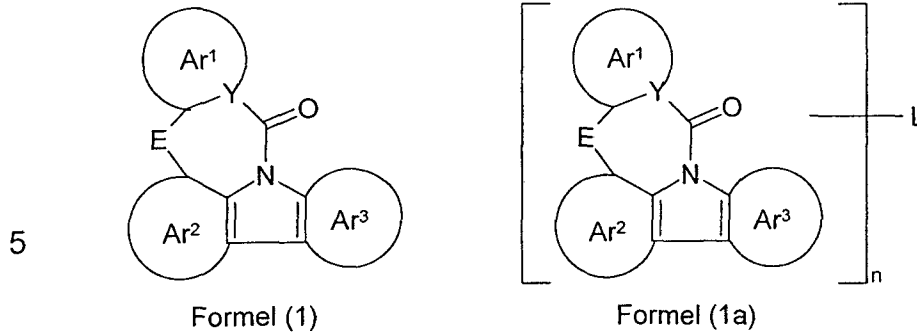 Ar¹ Ar¹
Y O Y O
E E L
N N
5 Ar² Ar³ Ar² Ar³
n
Formel (1) Formel (1a)